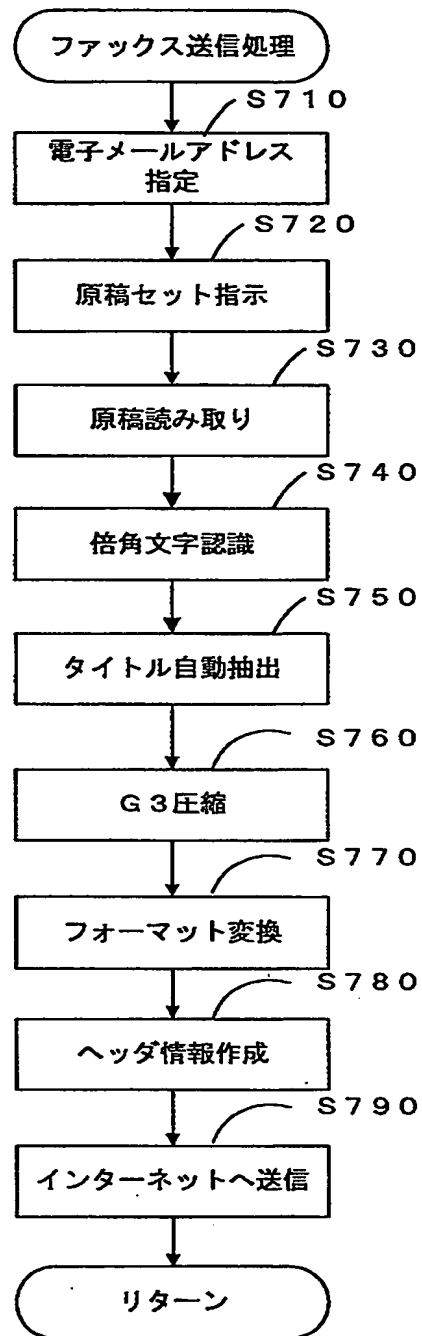 ファックス送信処理
S710
電子メールアドレス
指定
S720
原稿セット指示
S730
原稿読み取り
S740
倍角文字認識
S750
タイトル自動抽出
S760
G3圧縮
S770
フォーマット変換
S780
ヘッダ情報作成
S790
インターネットへ送信
リターン